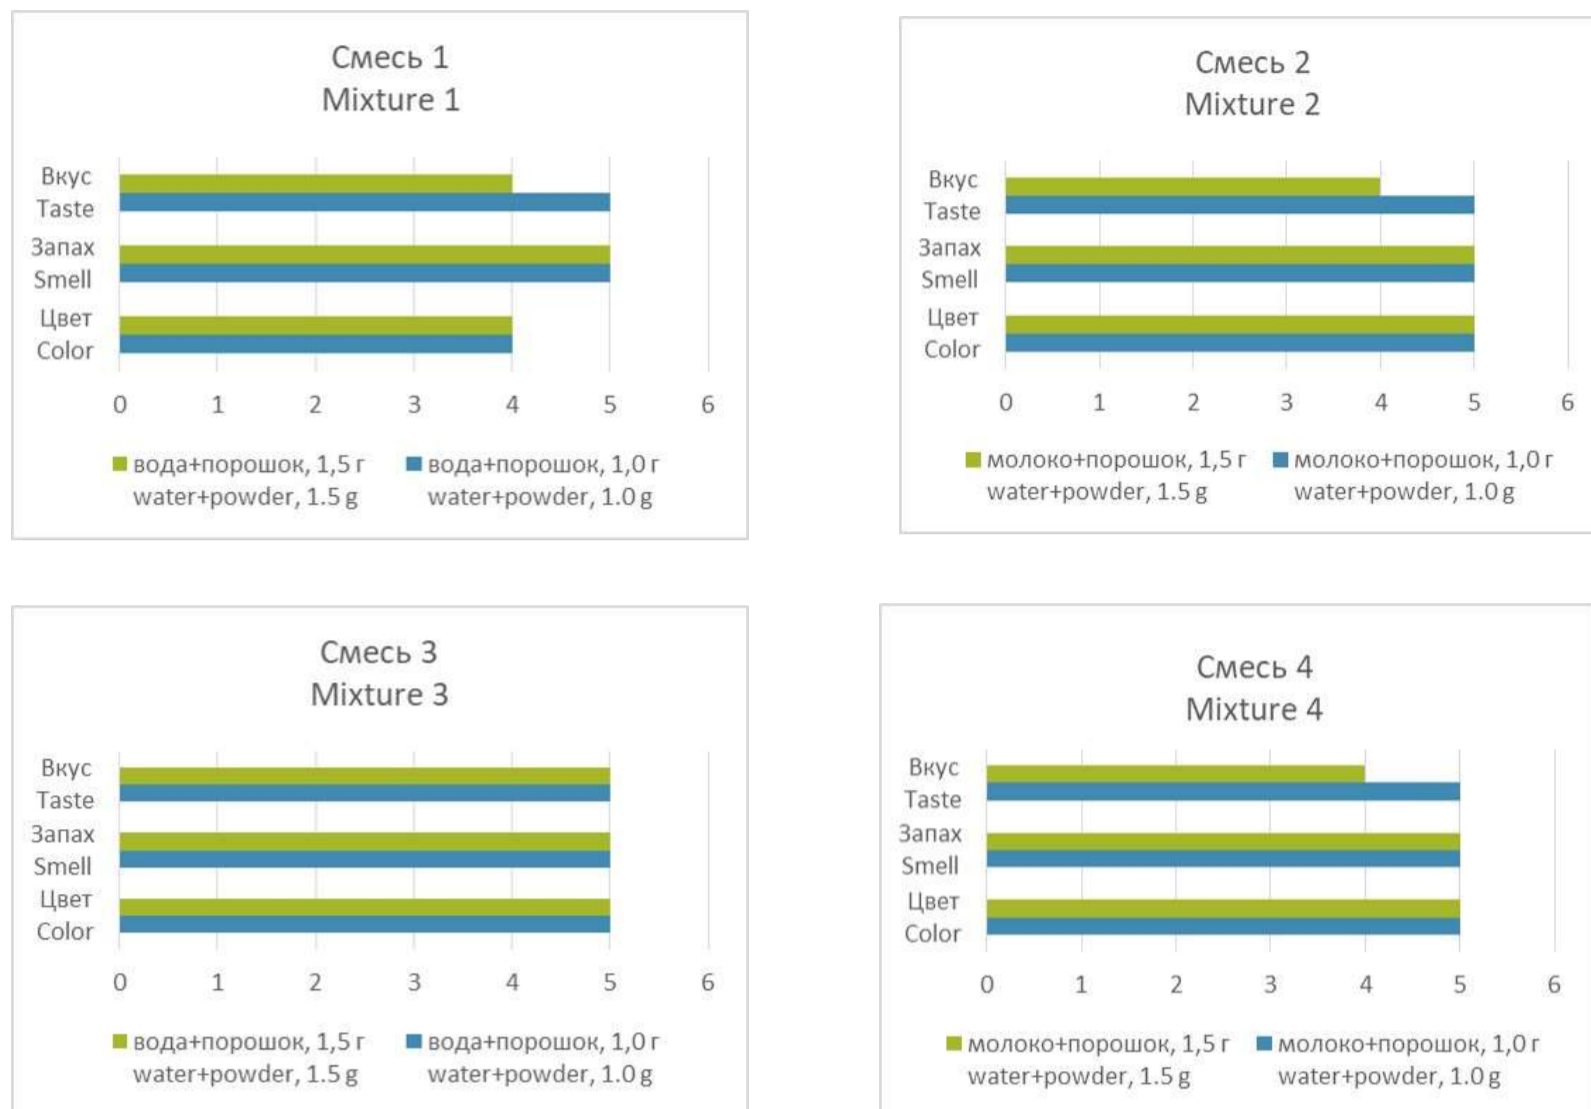 Смесь 1
Mixture 1
Вкус
Taste
Запах
Smell
Цвет
Color
0 1 2 3 4 5 6
вода+порошок, 1,5 г вода+порошок, 1,0 г
water+powder, 1.5 g water+powder, 1.0 g
Смесь 2
Mixture 2
Вкус
Taste
Запах
Smell
Цвет
Color
0 1 2 3 4 5 6
молоко+порошок, 1,5 г молоко+порошок, 1,0 г
water+powder, 1.5 g water+powder, 1.0 g
Смесь 3
Mixture 3
Вкус
Taste
Запах
Smell
Цвет
Color
0 1 2 3 4 5 6
вода+порошок, 1,5 г вода+порошок, 1,0 г
water+powder, 1.5 g water+powder, 1.0 g
Смесь 4
Mixture 4
Вкус
Taste
Запах
Smell
Цвет
Color
0 1 2 3 4 5 6
молоко+порошок, 1,5 г молоко+порошок, 1,0 г
water+powder, 1.5 g water+powder, 1.0 g